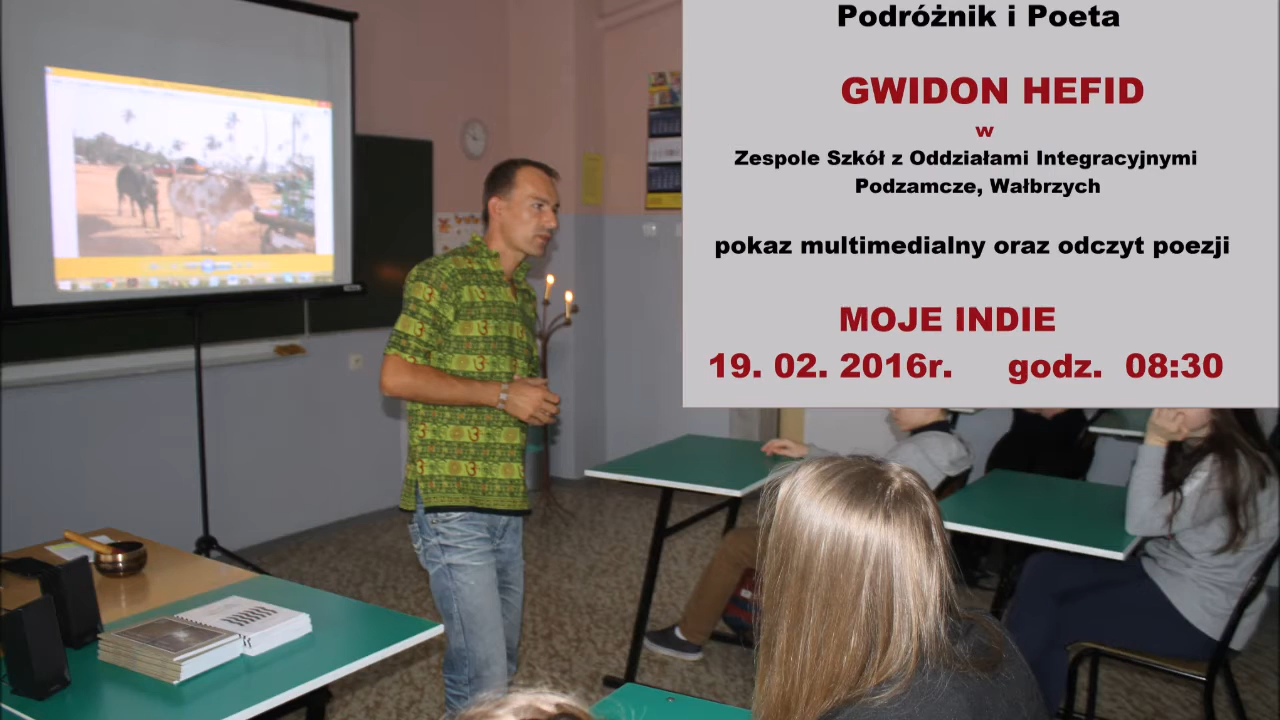 Podróżnik i Poeta
GWIDON HEFID
w
Zespole Szkół z Oddziałami Integracyjnymi
Podzamcze, Wałbrzych
pokaz multimedialny oraz odczyt poezji
MOJE INDIE
19. 02. 2016r. godz. 08:30